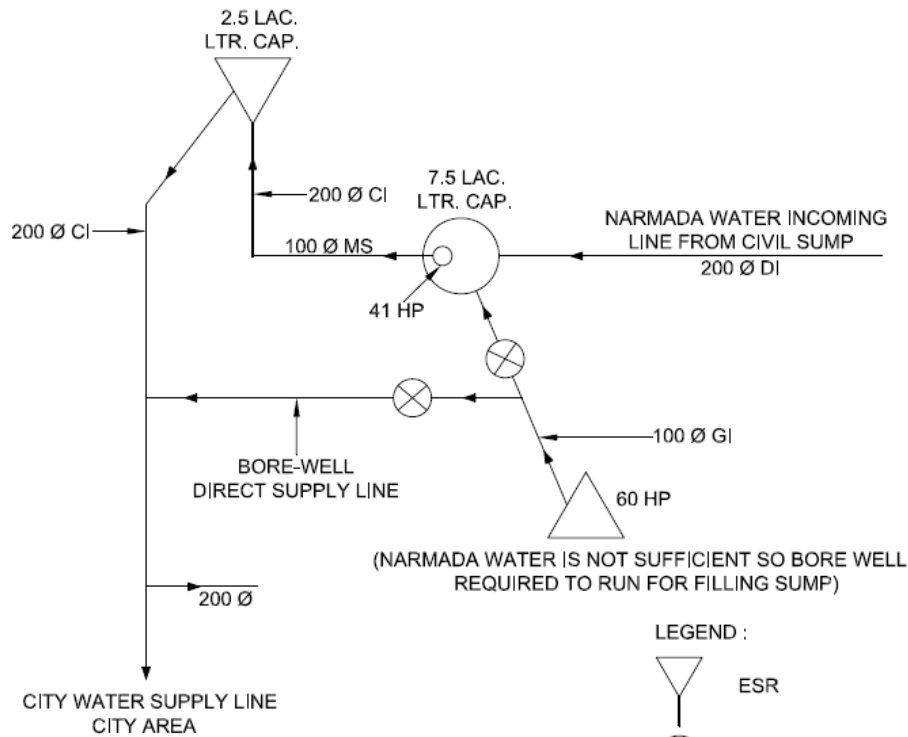 2.5 LAC.
LTR. CAP.
200 Ø CI
7.5 LAC.
LTR. CAP.
200 Ø CI
NARMADA WATER INCOMING
LINE FROM CIVIL SUMP
200 Ø DI
100 Ø MS
41 HP
100 Ø GI
BORE-WELL
DIRECT SUPPLY LINE
60 HP
(NARMADA WATER IS NOT SUFFICIENT SO BORE WELL
REQUIRED TO RUN FOR FILLING SUMP)
200 Ø
LEGEND :
ESR
CITY WATER SUPPLY LINE
CITY AREA